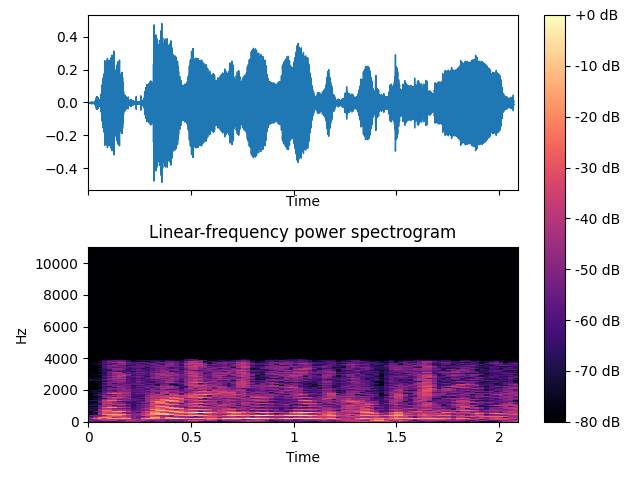 0.4
0.2
0.0
−0.2
−0.4
Time
Linear-frequency power spectrogram
10000
8000
6000
4000
2000
0
Hz
0
0.5
1
1.5
2
Time
+0 dB
-10 dB
-20 dB
-30 dB
-40 dB
-50 dB
-60 dB
-70 dB
-80 dB